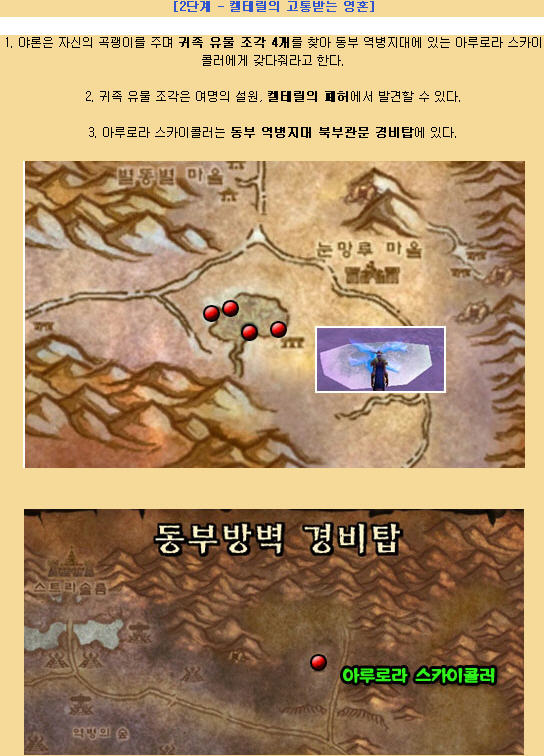 [2단계 - 켈테릴의 고통받는 영혼]
1. 야론은 자신의 곡괭이를 주며 귀족 유물 조각 4개를 찾아 동부 역병지대에 있는 아루로라 스카이
콜러에게 갖다줘라고 한다.
2. 귀족 유물 조각은 여명의 설원, 켈테릴의 폐허에서 발견할 수 있다.
3. 아루로라 스카이콜러는 동부 역병지대 북부관문 경비탑에 있다.
별동별 마을
눈망루 마을
동부방벽 경비탑
스트라솔름
아루로라 스카이콜러
역병의 숲